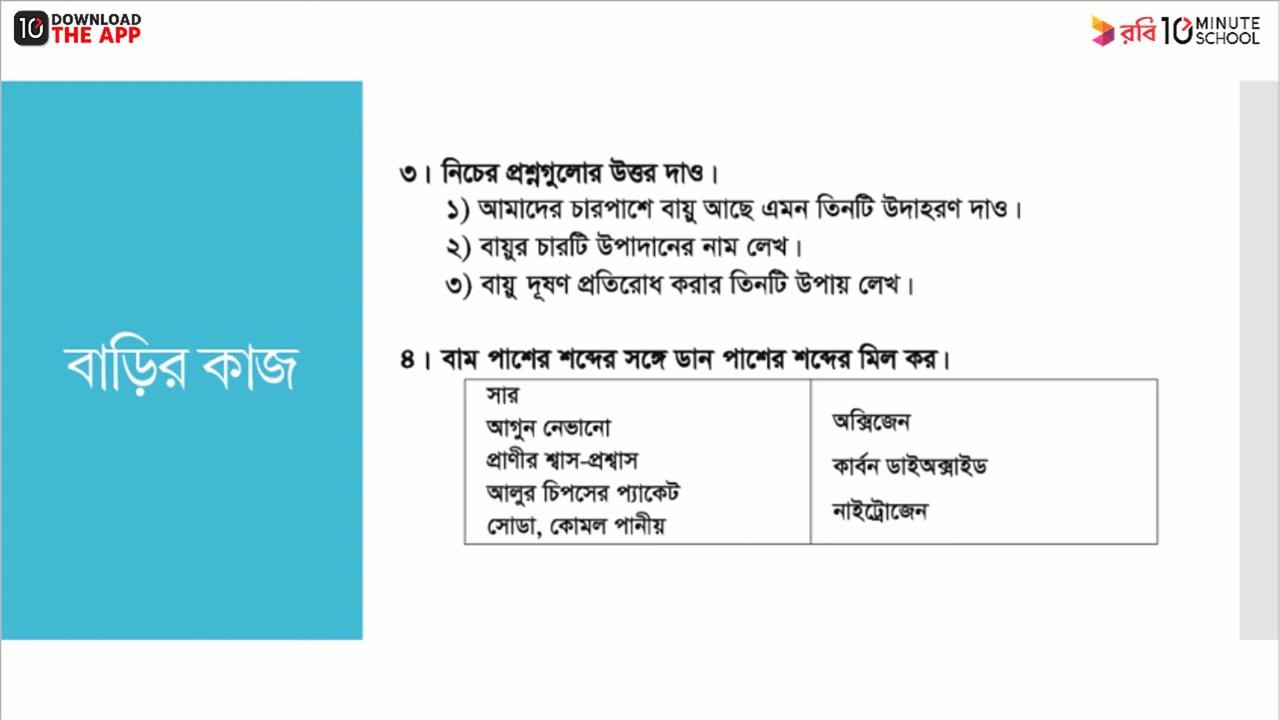 10 DOWNLOAD THE APP
রবি 10 MINUTE SCHOOL
বাড়ির কাজ
৩। নিচের প্রশ্নগুলোর উত্তর দাও।
১) আমাদের চারপাশে বায়ু আছে এমন তিনটি উদাহরণ দাও।
২) বায়ুর চারটি উপাদানের নাম লেখ।
৩) বায়ু দূষণ প্রতিরোধ করার তিনটি উপায় লেখ।
৪। বাম পাশের শব্দের সঙ্গে ডান পাশের শব্দের মিল কর।
সার
আগুন নেভানো
প্রাণীর শ্বাস-প্রশ্বাস
আলুর চিপসের প্যাকেট
সোডা, কোমল পানীয়
অক্সিজেন
কার্বন ডাইঅক্সাইড
নাইট্রোজেন